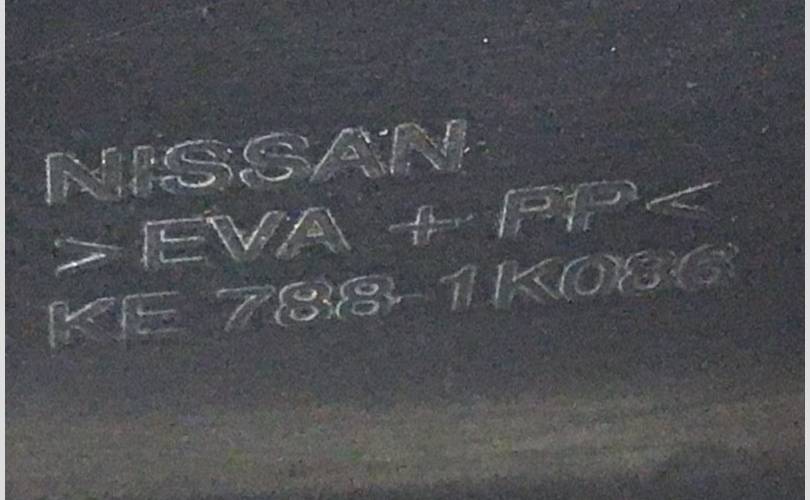 NISSAN
>EVA + PP<
KE 788-1K086